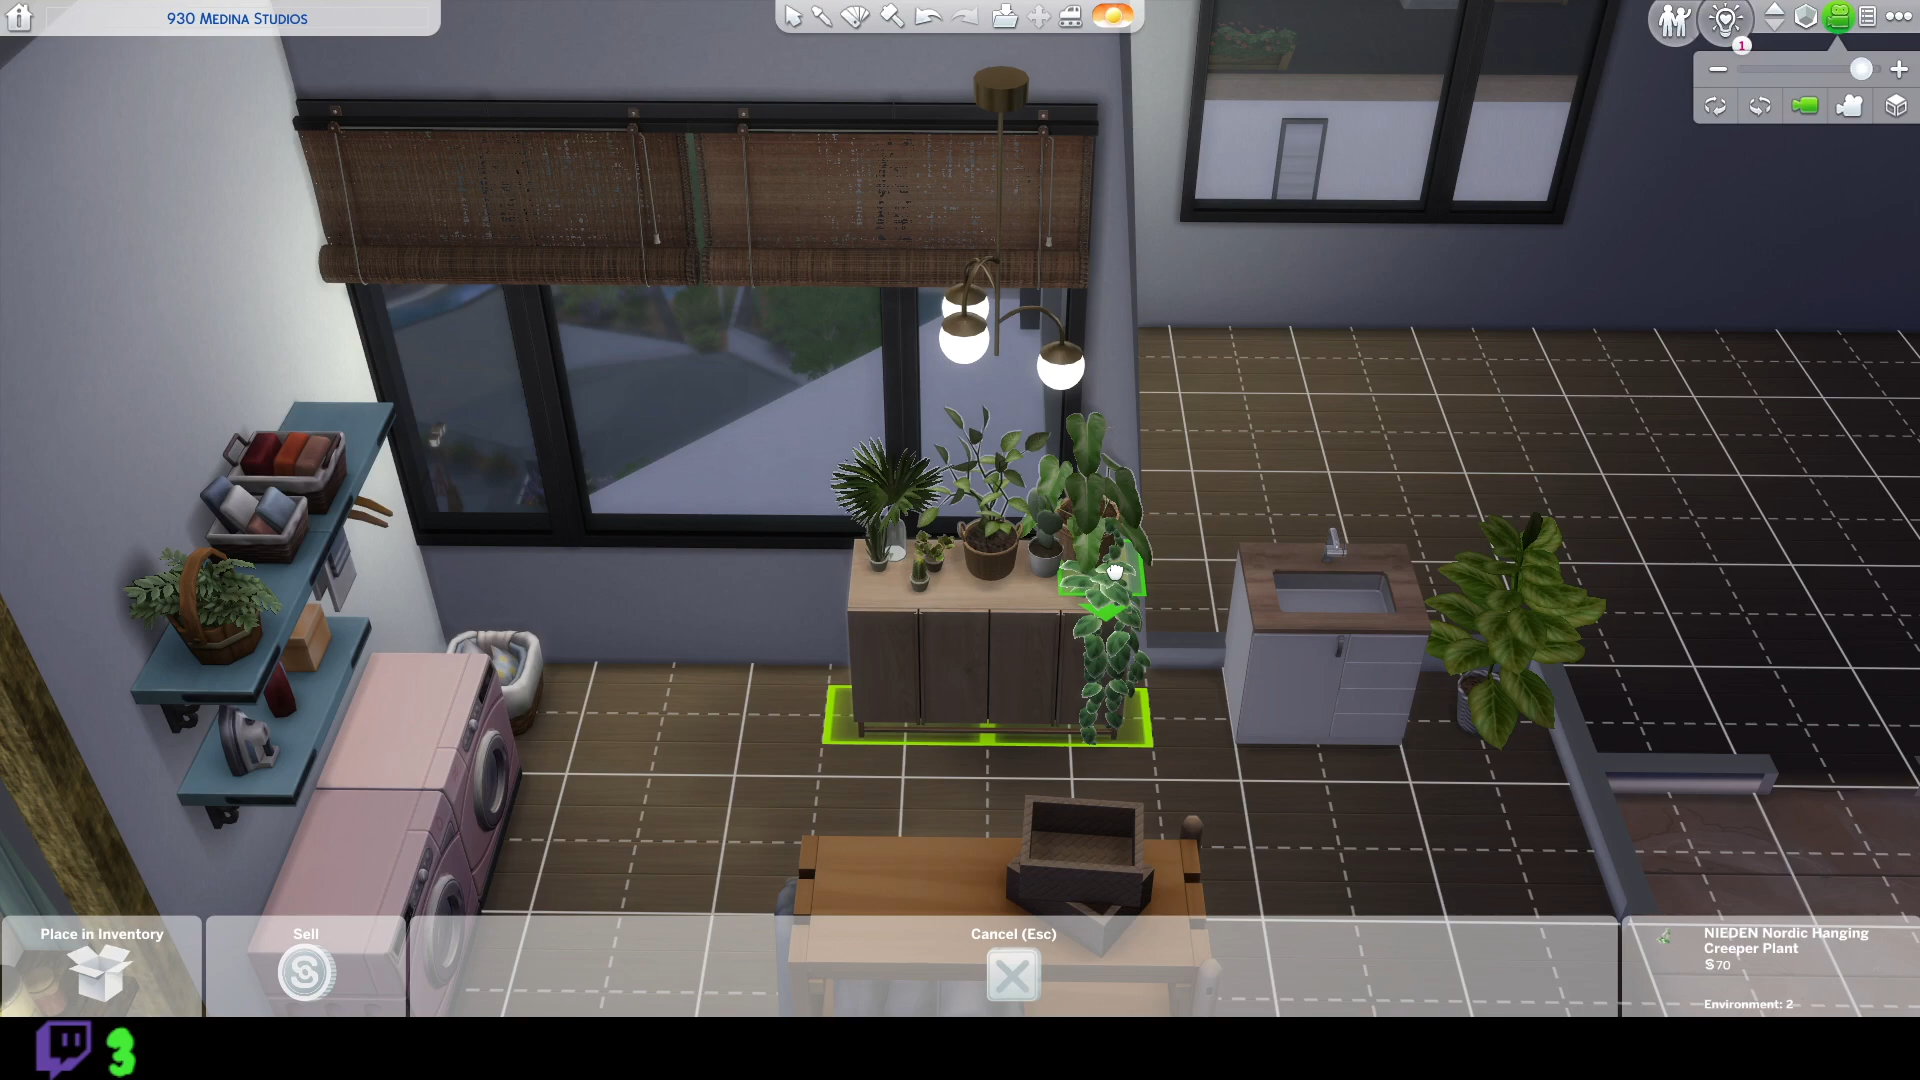 930 Medina Studios
1
Place in Inventory
Sell
Cancel (Esc)
NIEDEN Nordic Hanging
Creeper Plant
§70
Environment: 2
3